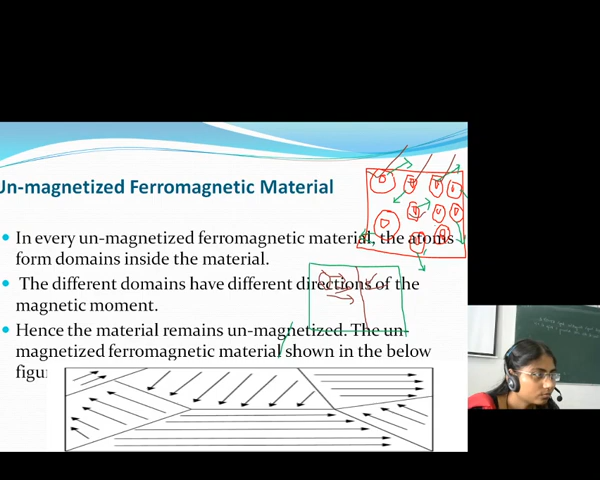 Un-magnetized Ferromagnetic Material
• In every un-magnetized ferromagnetic material, the atoms
form domains inside the material.
• The different domains have different directions of the
magnetic moment.
• Hence the material remains un-magnetized. The un-
magnetized ferromagnetic material shown in the below
figu